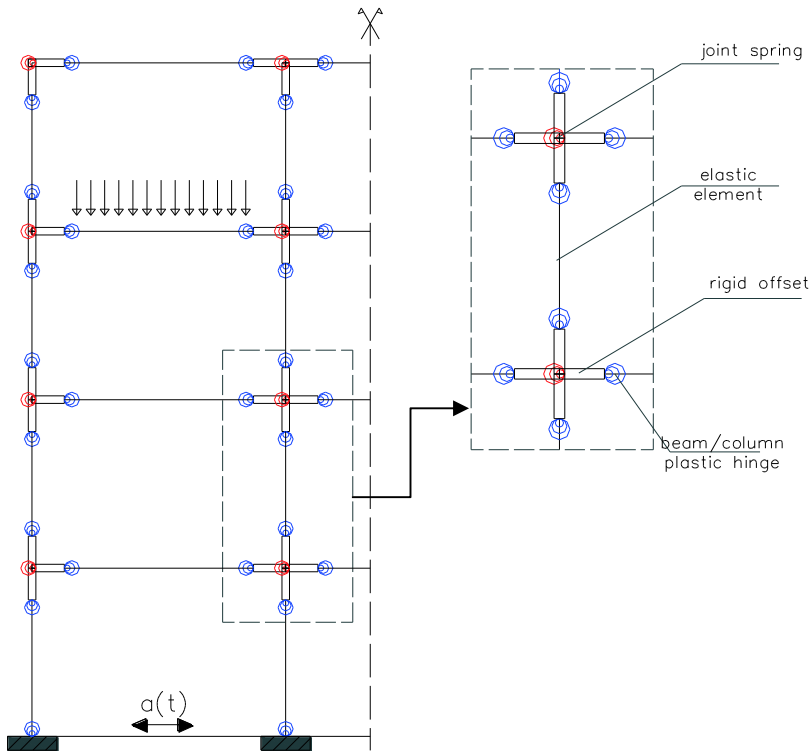 joint spring
elastic
element
rigid offset
beam/column
plastic hinge
a(t)